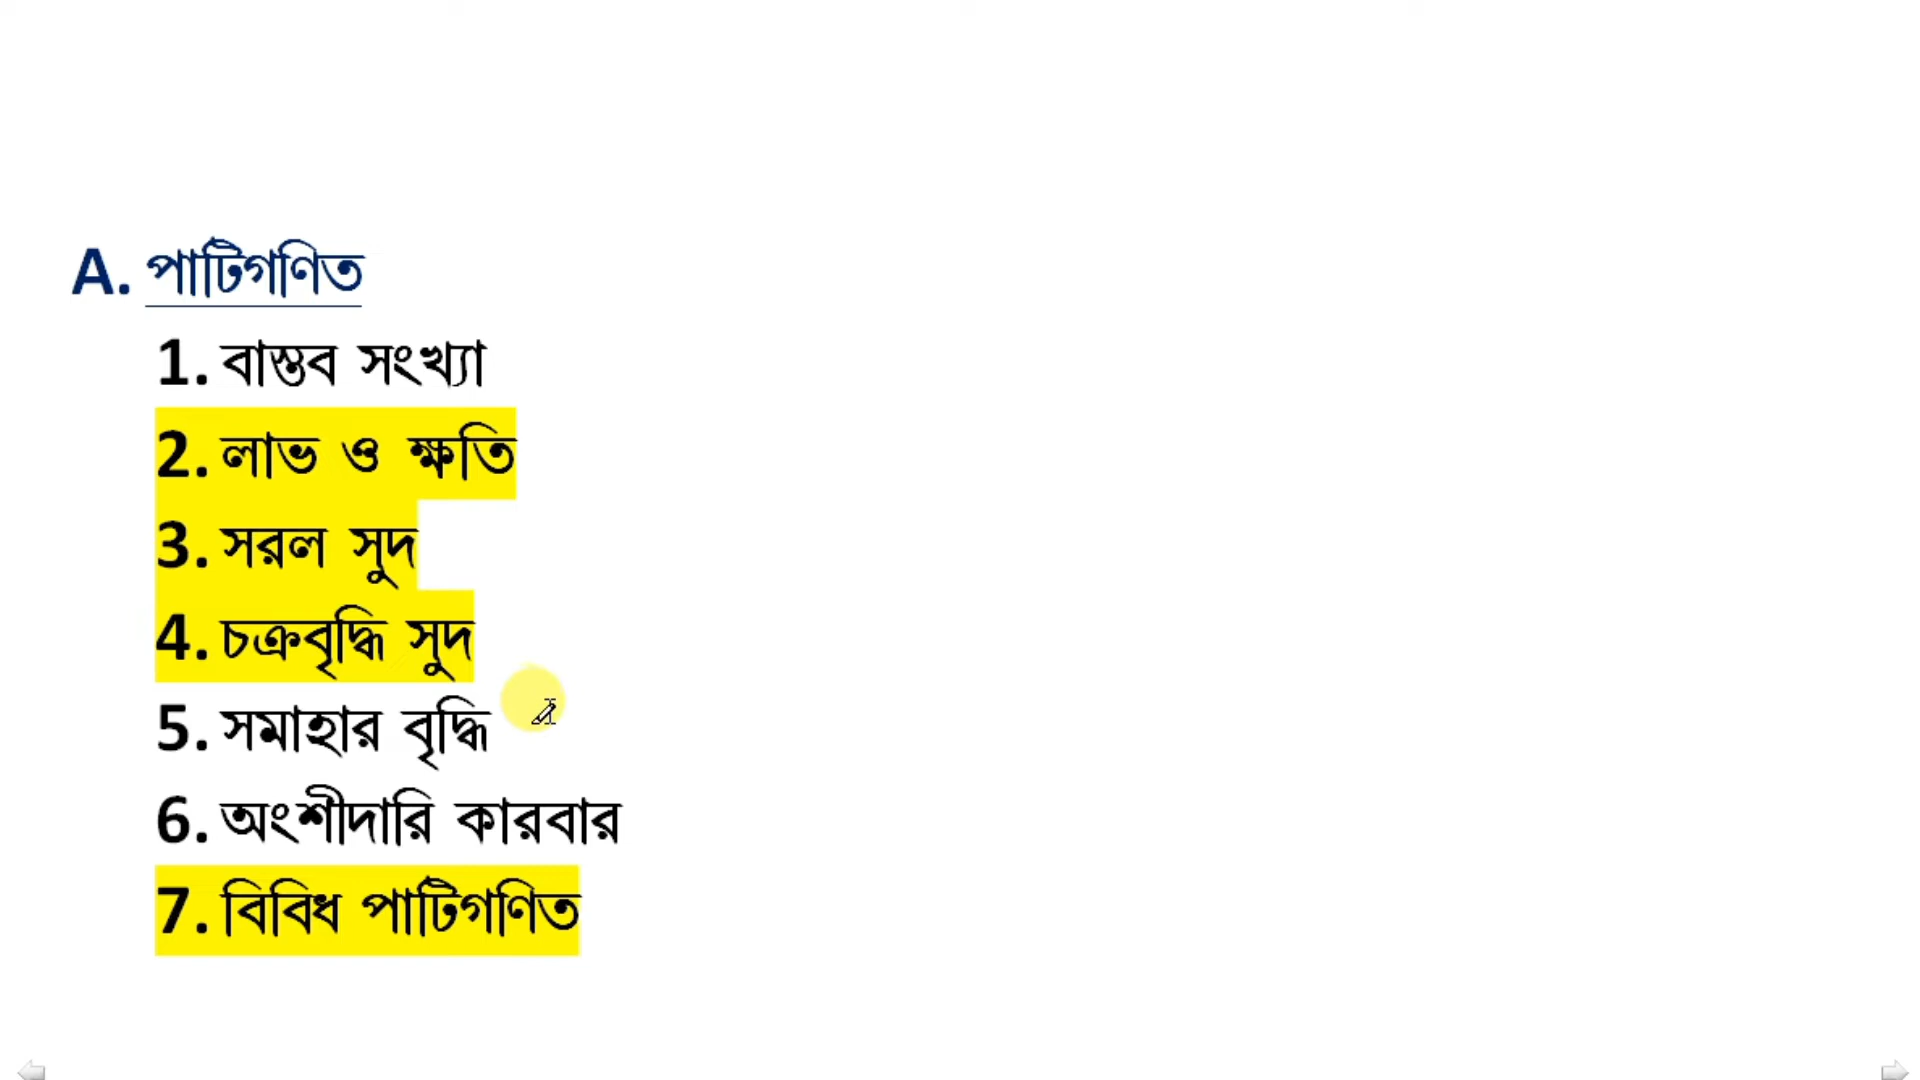 A. পাটিগণিত
1. বাস্তব সংখ্যা
2. লাভ ও ক্ষতি
3. সরল সুদ
4. চক্রবৃদ্ধি সুদ
5. সমাহার বৃদ্ধি
6. অংশীদারি কারবার
7. বিবিধ পাটিগণিত